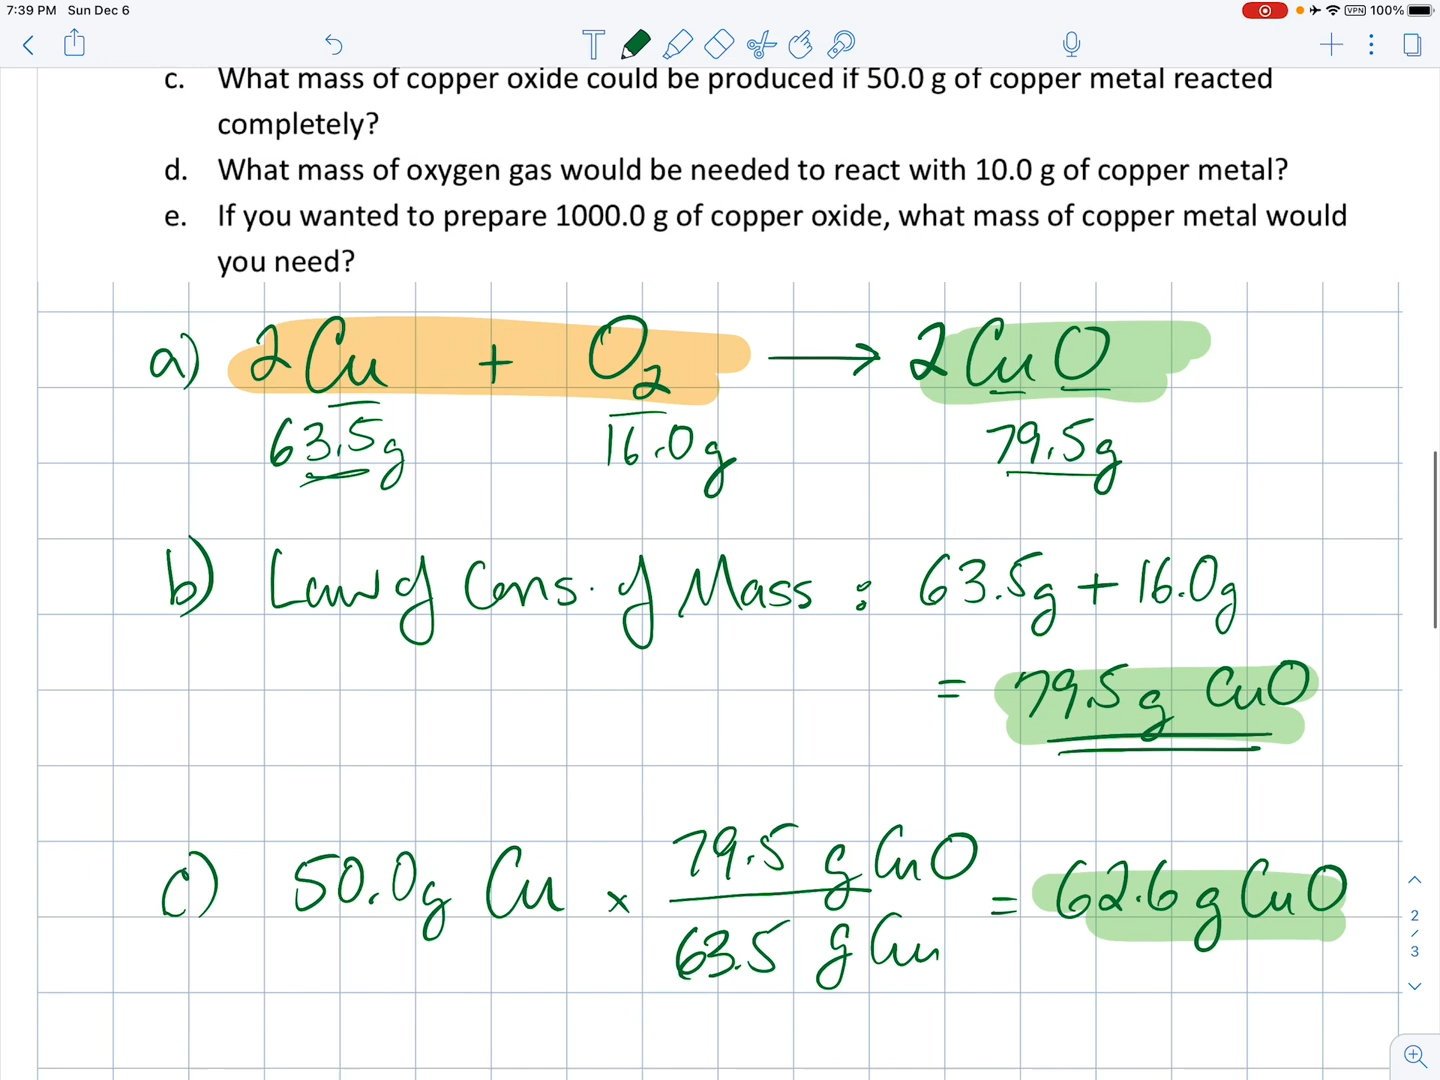 7:39 PM Sun Dec 6
VPN 100%
c. What mass of copper oxide could be produced if 50.0 g of copper metal reacted
completely?
d. What mass of oxygen gas would be needed to react with 10.0 g of copper metal?
e. If you wanted to prepare 1000.0 g of copper oxide, what mass of copper metal would
you need?
a) 2Cu + O₂ → 2CuO
63.5g 16.0g 79.5g
b) Law of Cons. of Mass : 63.5g + 16.0g
= 79.5g CuO
c) 50.0g Cu × 79.5 g CuO / 63.5 g Cu = 62.6 g CuO
2 / 3